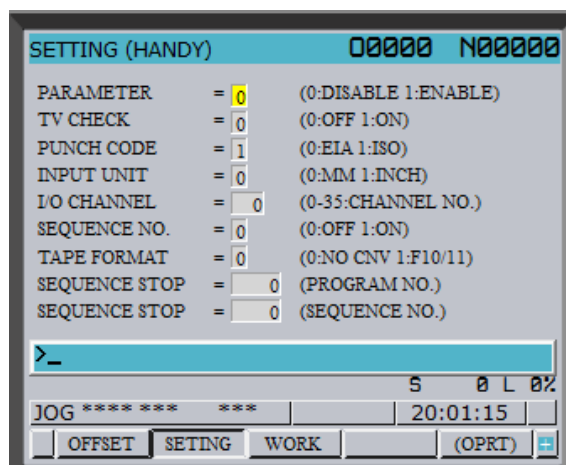 SETTING (HANDY) O0000 N00000
PARAMETER = 0 (0:DISABLE 1:ENABLE)
TV CHECK = 0 (0:OFF 1:ON)
PUNCH CODE = 1 (0:EIA 1:ISO)
INPUT UNIT = 0 (0:MM 1:INCH)
I/O CHANNEL = 0 (0-35:CHANNEL NO.)
SEQUENCE NO. = 0 (0:OFF 1:ON)
TAPE FORMAT = 0 (0:NO CNV 1:F10/11)
SEQUENCE STOP = 0 (PROGRAM NO.)
SEQUENCE STOP = 0 (SEQUENCE NO.)
>_
S 0 L 0%
JOG **** *** *** 20:01:15
OFFSET SETING WORK (OPRT) +